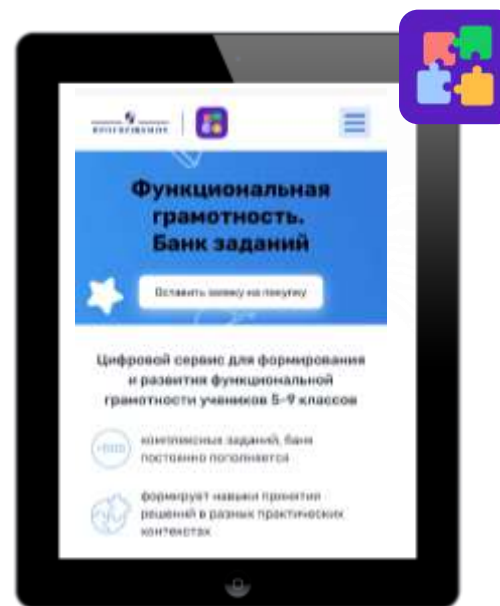 ПРОСВЕЩЕНИЕ
Функциональная
грамотность.
Банк заданий
Оставить заявку на покупку
Цифровой сервис для формирования
и развития функциональной
грамотности учеников 5–9 классов
комплексных заданий, банк
постоянно пополняется
формирует навыки принятия
решений в разных практических
контекстах